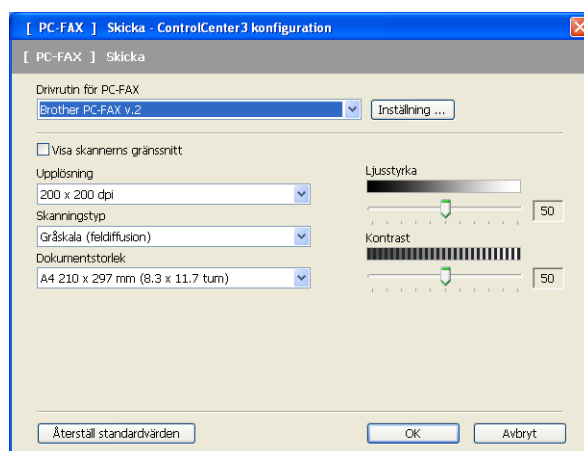 [ PC-FAX ] Skicka - ControlCenter3 konfiguration
[ PC-FAX ] Skicka
Drivrutin för PC-FAX
Brother PC-FAX v.2
Inställning ...
Visa skannerns gränssnitt
Upplösning
200 x 200 dpi
Skanningstyp
Gråskala (feldiffusion)
Dokumentstorlek
A4 210 x 297 mm (8.3 x 11.7 tum)
Ljusstyrka
50
Kontrast
50
Återställ standardvärden
OK
Avbryt